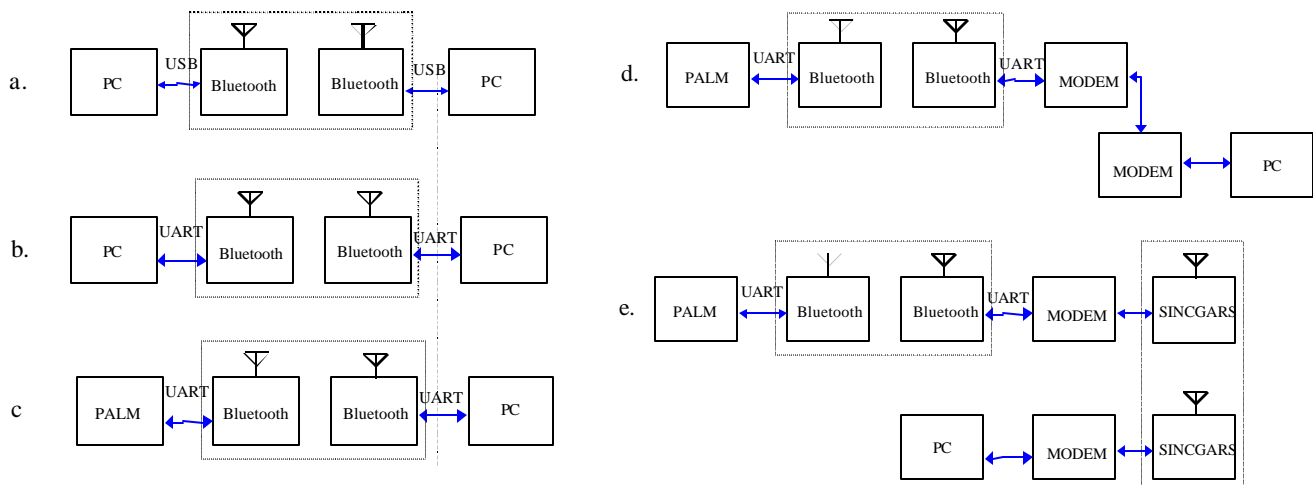 a.
PC
USB
Bluetooth
Bluetooth
USB
PC
b.
PC
UART
Bluetooth
Bluetooth
UART
PC
c
PALM
UART
Bluetooth
Bluetooth
UART
PC
d.
PALM
UART
Bluetooth
Bluetooth
UART
MODEM
MODEM
PC
e.
PALM
UART
Bluetooth
Bluetooth
UART
MODEM
SINCGARS
PC
MODEM
SINCGARS